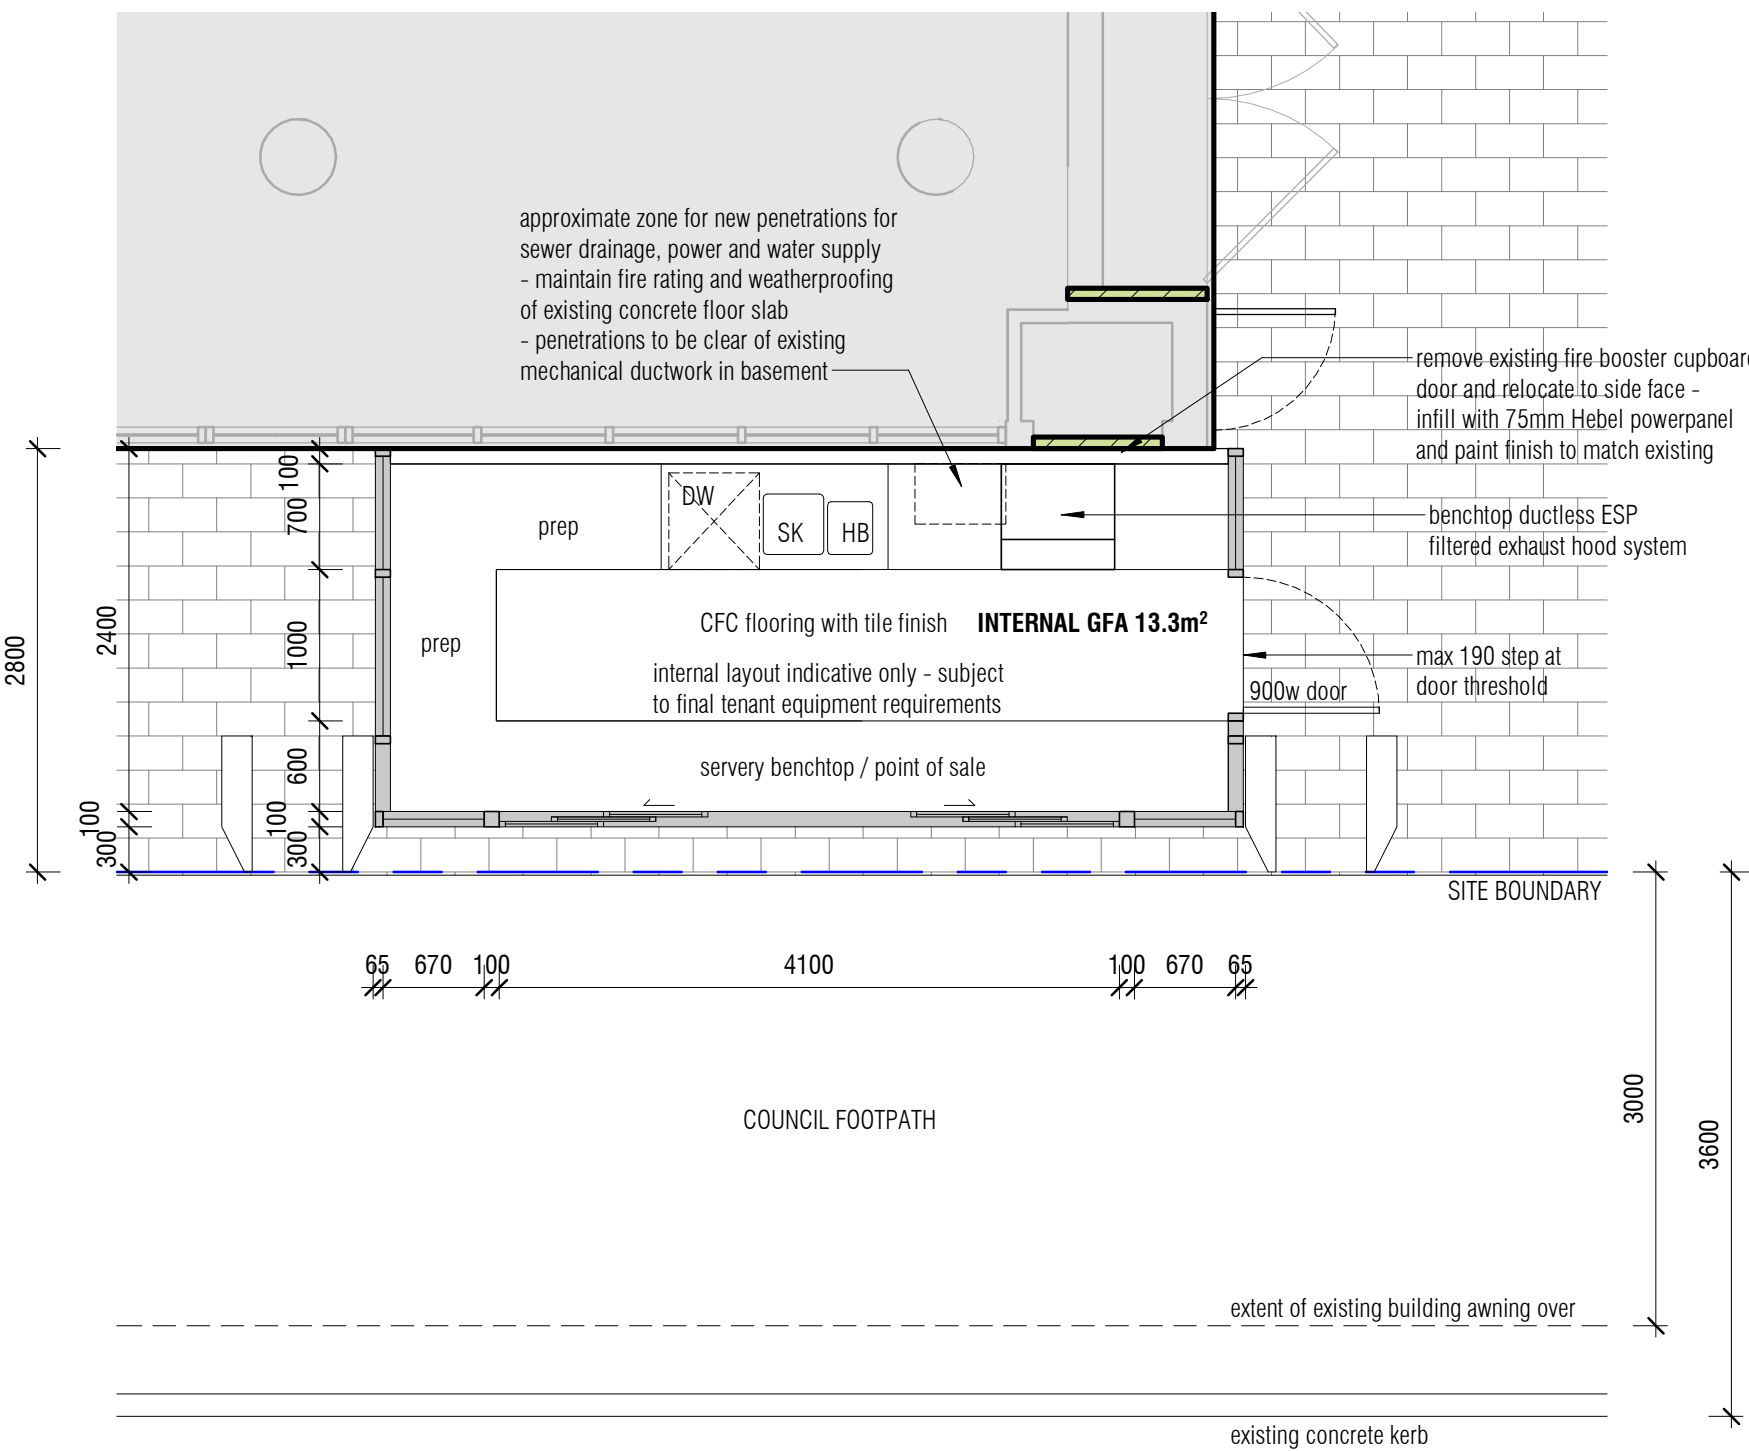 approximate zone for new penetrations for
sewer drainage, power and water supply
- maintain fire rating and weatherproofing
of existing concrete floor slab
- penetrations to be clear of existing
mechanical ductwork in basement
remove existing fire booster cupboard
door and relocate to side face -
infill with 75mm Hebel powerpanel
and paint finish to match existing
benchtop ductless ESP
filtered exhaust hood system
DW
SK
HB
prep
prep
CFC flooring with tile finish
INTERNAL GFA 13.3m²
internal layout indicative only - subject
to final tenant equipment requirements
max 190 step at
door threshold
900w door
servery benchtop / point of sale
2800
2400
100
300
100
700
1000
600
100
300
SITE BOUNDARY
65 670 100 4100 100 670 65
COUNCIL FOOTPATH
3000
3600
extent of existing building awning over
existing concrete kerb